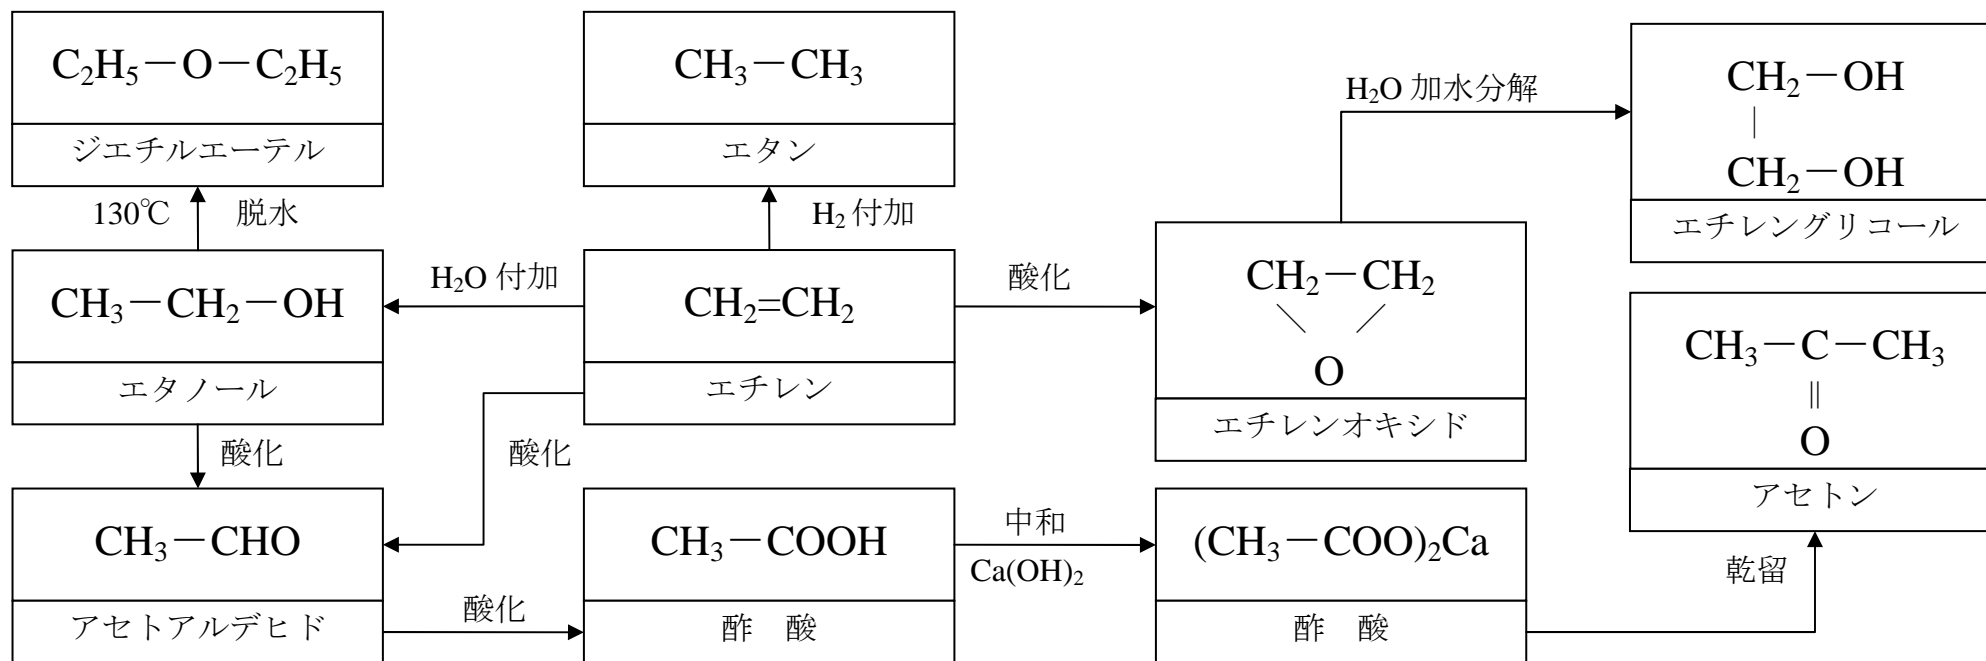 C₂H₅－O－C₂H₅
ジエチルエーテル
CH₃－CH₃
エタン
H₂O 加水分解
CH₂－OH
|
CH₂－OH
エチレングリコール
130℃ 脱水
H₂付加
CH₃－CH₂－OH
エタノール
H₂O 付加
CH₂=CH₂
エチレン
酸化
CH₂－CH₂
＼ ／
O
エチレンオキシド
CH₃－C－CH₃
||
O
アセトン
酸化
酸化
CH₃－CHO
アセトアルデヒド
酸化
CH₃－COOH
酢 酸
中和
Ca(OH)₂
(CH₃－COO)₂Ca
酢 酸
乾留